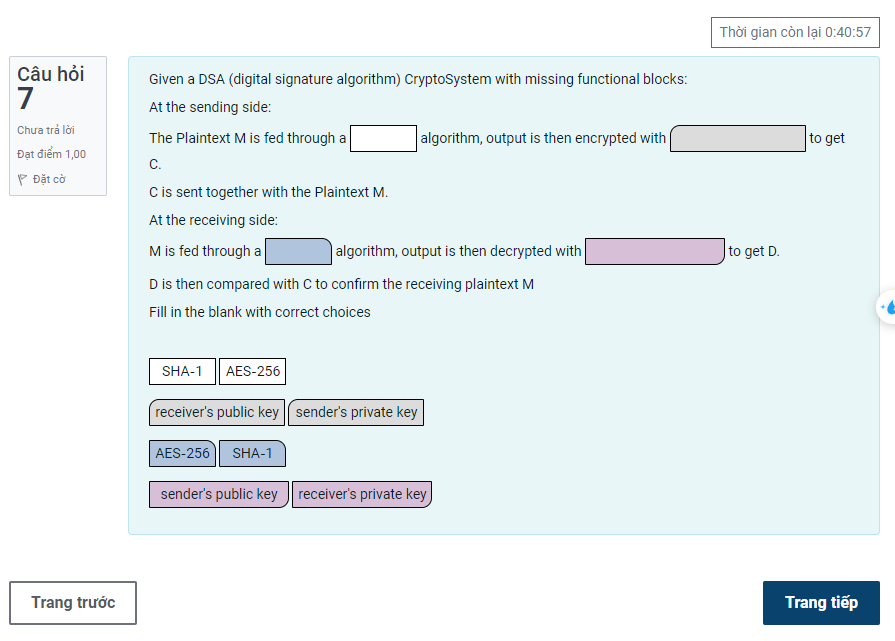 Thời gian còn lại 0:40:57
Câu hỏi
7
Chưa trả lời
Đạt điểm 1,00
Đặt cờ
Given a DSA (digital signature algorithm) CryptoSystem with missing functional blocks:
At the sending side:
The Plaintext M is fed through a algorithm, output is then encrypted with to get
C.
C is sent together with the Plaintext M.
At the receiving side:
M is fed through a algorithm, output is then decrypted with to get D.
D is then compared with C to confirm the receiving plaintext M
Fill in the blank with correct choices
SHA-1 AES-256
receiver's public key sender's private key
AES-256 SHA-1
sender's public key receiver's private key
Trang trước Trang tiếp